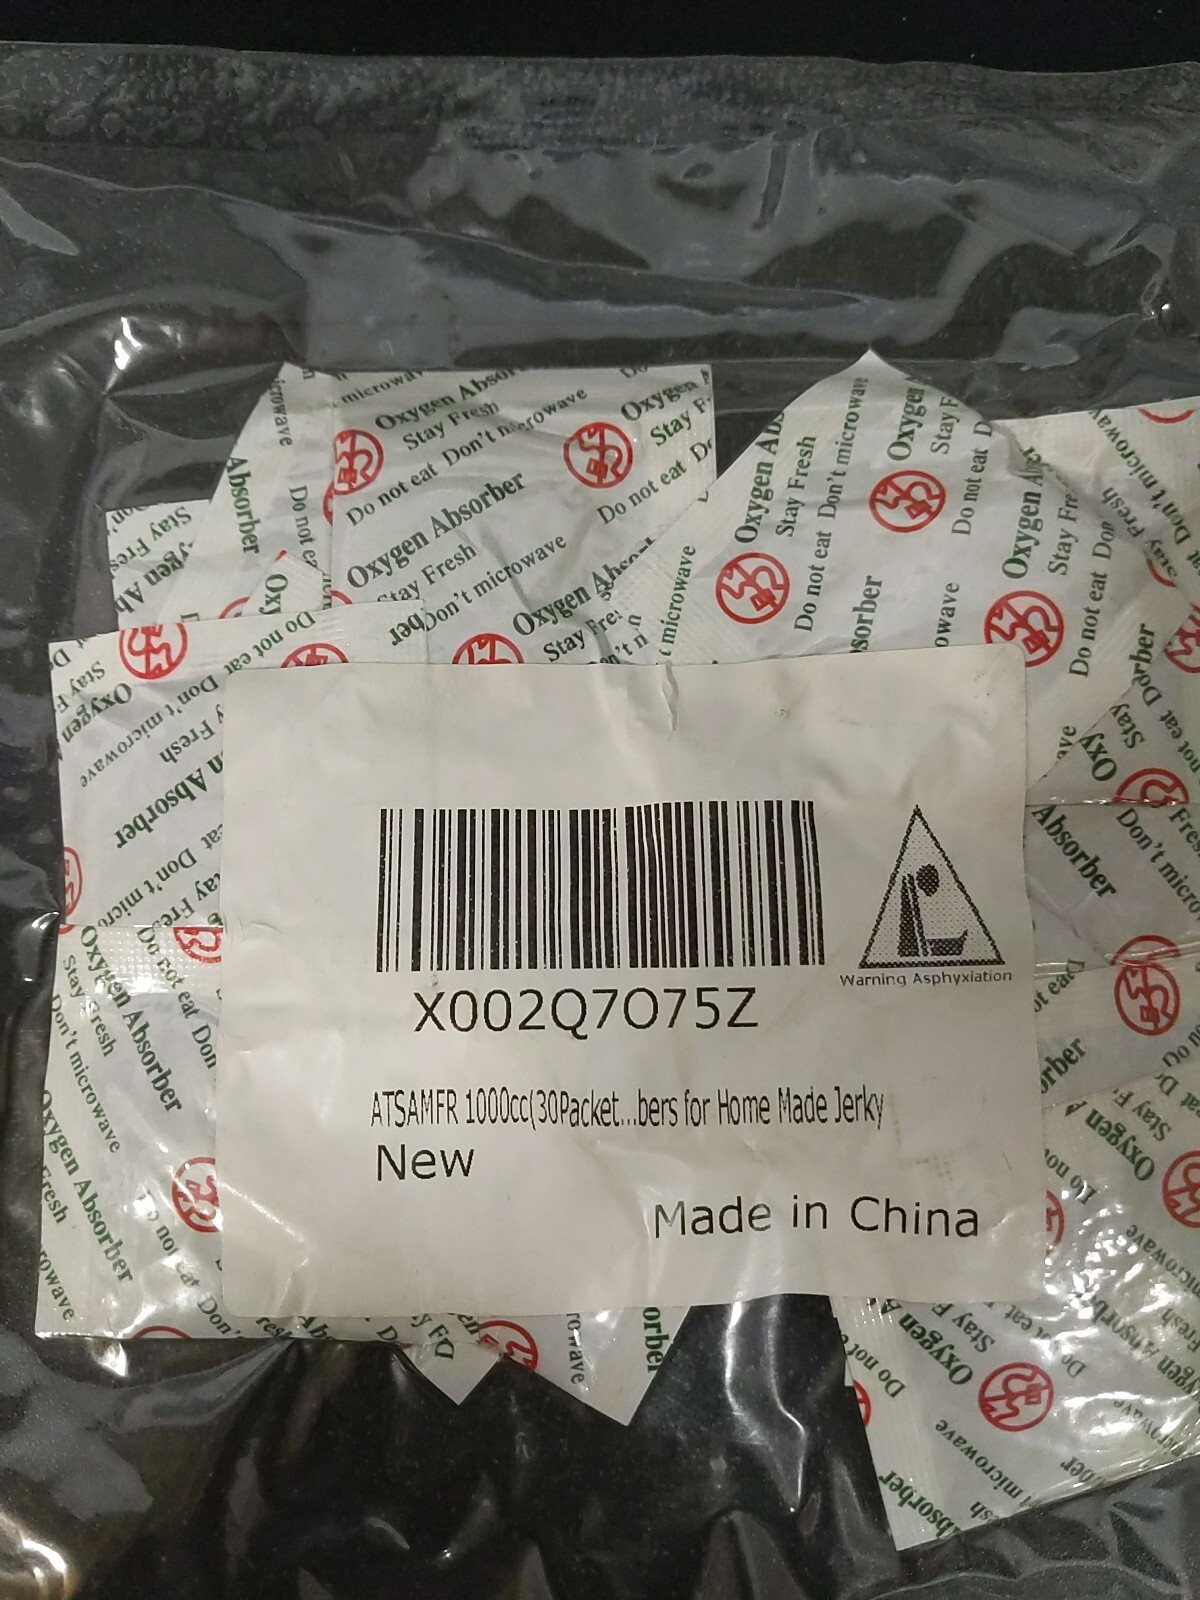 Oxygen Absorber
Stay Fresh
Do not eat Don't microwave
X002Q7O75Z
Warning Asphyxiation
ATSAMFR 1000cc(30Packet...bers for Home Made Jerky
New
Made in China